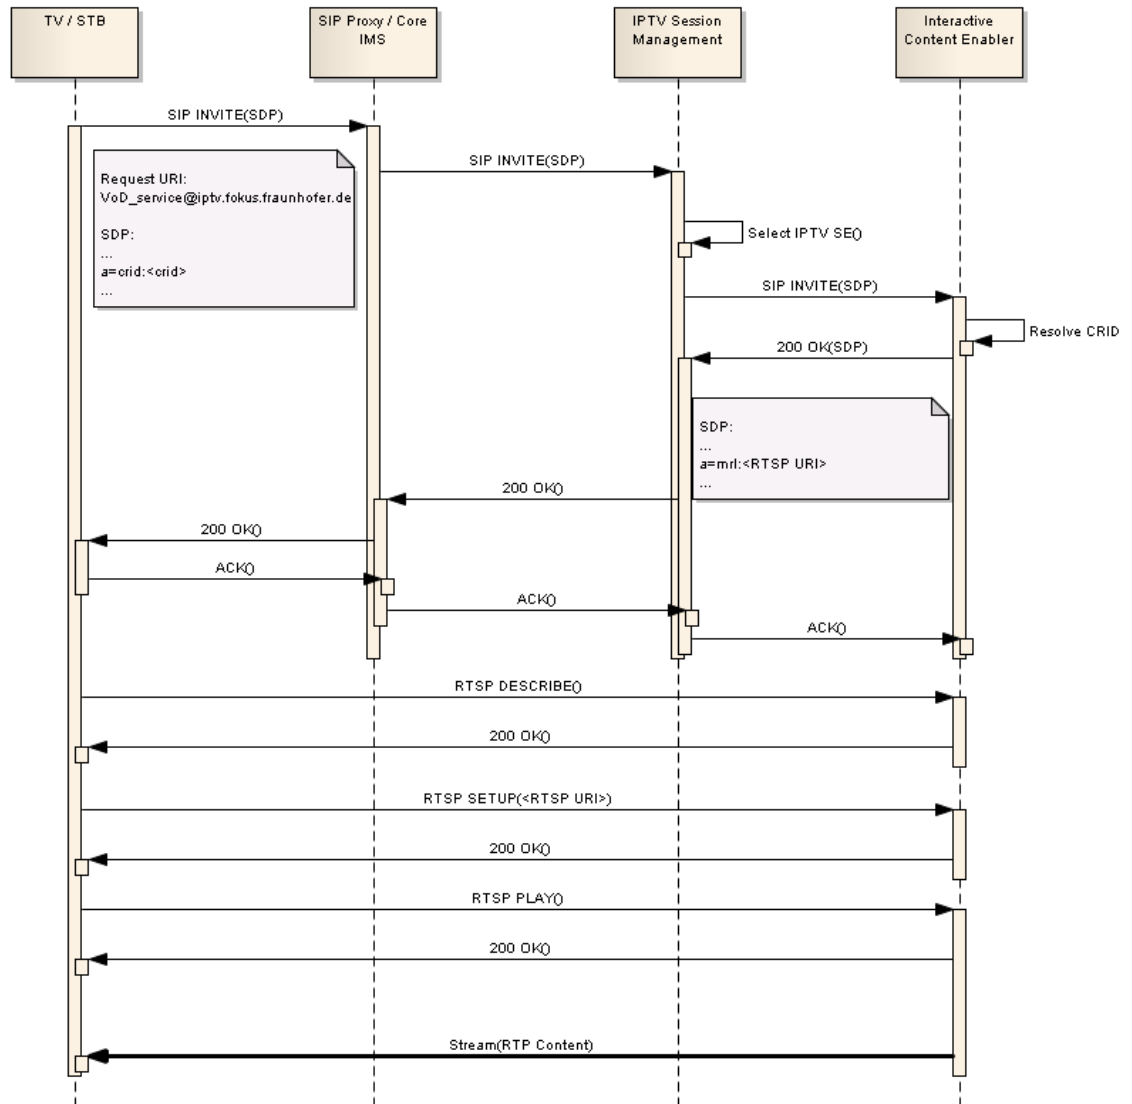 TV / STB
SIP Proxy / Core
IMS
IPTV Session
Management
Interactive
Content Enabler
SIP INVITE(SDP)
Request URI:
VoD_service@iptv.fokus.fraunhofer.de
SDP:
...
a=crid:<crid>
...
SIP INVITE(SDP)
Select IPTV SE()
SIP INVITE(SDP)
Resolve CRID
200 OK(SDP)
SDP:
...
a=mrl:<RTSP URI>
...
200 OK()
200 OK()
ACK()
ACK()
ACK()
RTSP DESCRIBE()
200 OK()
RTSP SETUP(<RTSP URI>)
200 OK()
RTSP PLAY()
200 OK()
Stream(RTP Content)